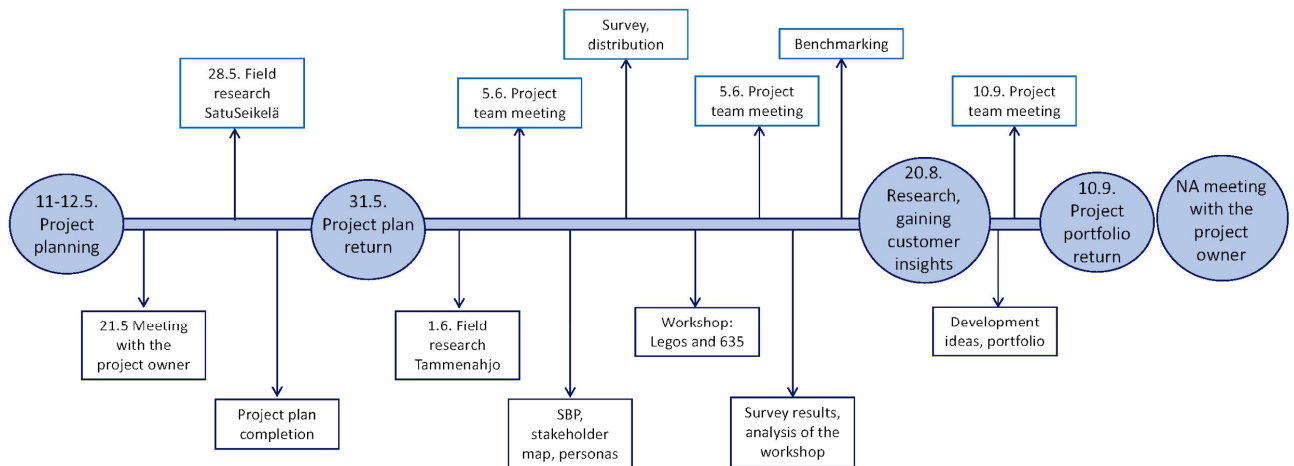 Survey,
distribution
Benchmarking
28.5. Field
research
SatuSeikelä
5.6. Project
team meeting
5.6. Project
team meeting
10.9. Project
team meeting
11-12.5.
Project
planning
31.5.
Project plan
return
20.8.
Research,
gaining
customer
insights
10.9.
Project
portfolio
return
NA meeting
with the
project
owner
21.5 Meeting
with the
project owner
1.6. Field
research
Tammenahjo
Workshop:
Legos and 635
Development
ideas, portfolio
Project plan
completion
SBP,
stakeholder
map, personas
Survey results,
analysis of the
workshop